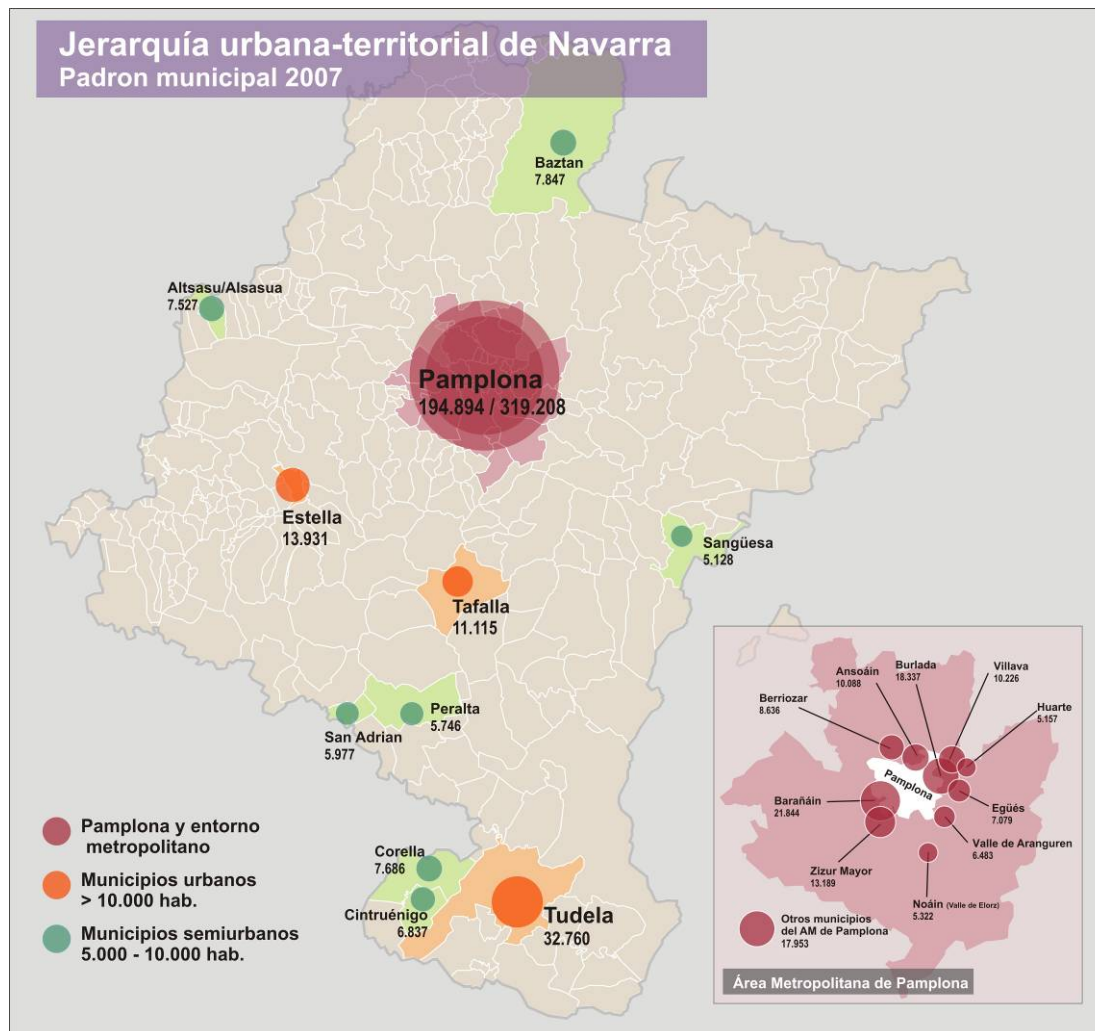 Jerarquía urbana-territorial de Navarra
Padron municipal 2007
Baztan
7.847
Altsasu/Alsasua
7.527
Pamplona
194.894 / 319.208
Estella
13.931
Sangüesa
5.128
Tafalla
11.115
Peralta
5.746
San Adrian
5.977
Corella
7.686
Cintruénigo
6.837
Tudela
32.760
Pamplona y entorno
metropolitano
Municipios urbanos
> 10.000 hab.
Municipios semiurbanos
5.000 - 10.000 hab.
Burlada
18.337
Villava
10.226
Ansoáin
10.088
Berriozar
8.636
Huarte
5.157
Pamplona
Barañáin
21.844
Egüés
7.079
Valle de Aranguren
6.483
Zizur Mayor
13.189
Noáin (Valle de Elorz)
5.322
Otros municipios
del AM de Pamplona
17.953
Área Metropolitana de Pamplona